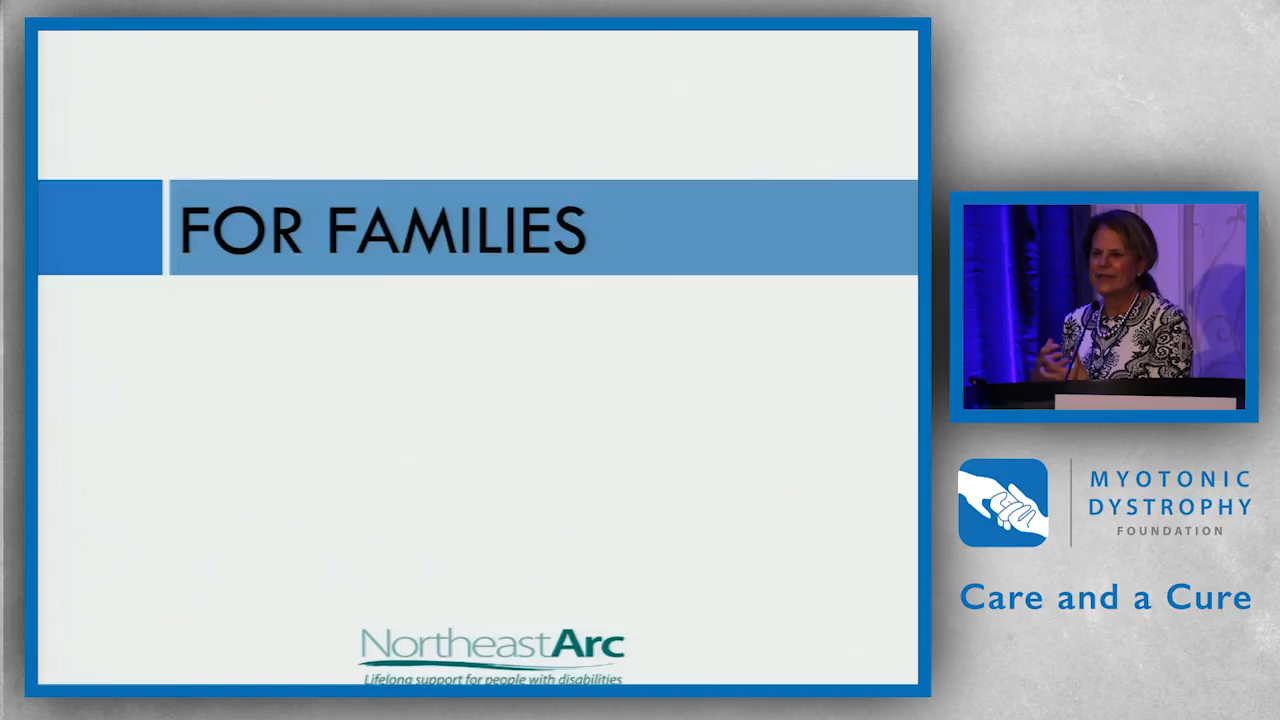 FOR FAMILIES
NortheastArc
Lifelong support for people with disabilities
MYOTONIC
DYSTROPHY
FOUNDATION
Care and a Cure